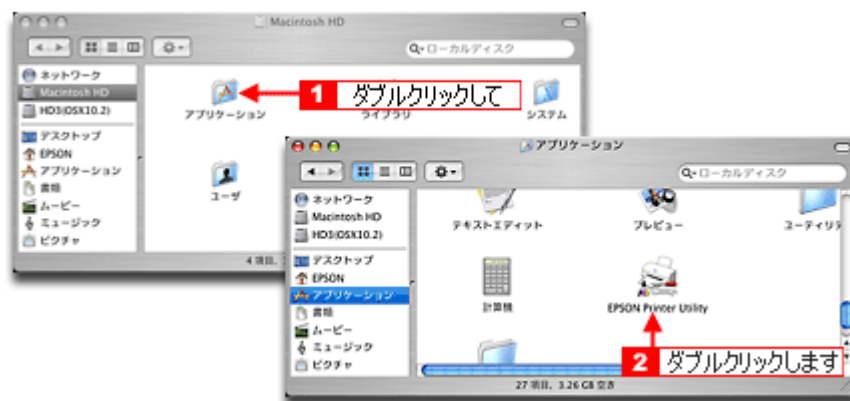 Macintosh HD
ローカルディスク
ネットワーク
Macintosh HD
HD3(OSX10.2)
デスクトップ
EPSON
アプリケーション
書類
ムービー
ミュージック
ピクチャ
アプリケーション
1 ダブルクリックして
ライブラリ
システム
ユーザ
4 項目、
アプリケーション
ローカルディスク
ネットワーク
Macintosh HD
HD3(OSX10.2)
デスクトップ
EPSON
アプリケーション
書類
ムービー
ミュージック
ピクチャ
テキストエディット
プレビュー
ユーティリテ
計算機
EPSON Printer Utility
2 ダブルクリックします
27 項目、3.26 GB 空き